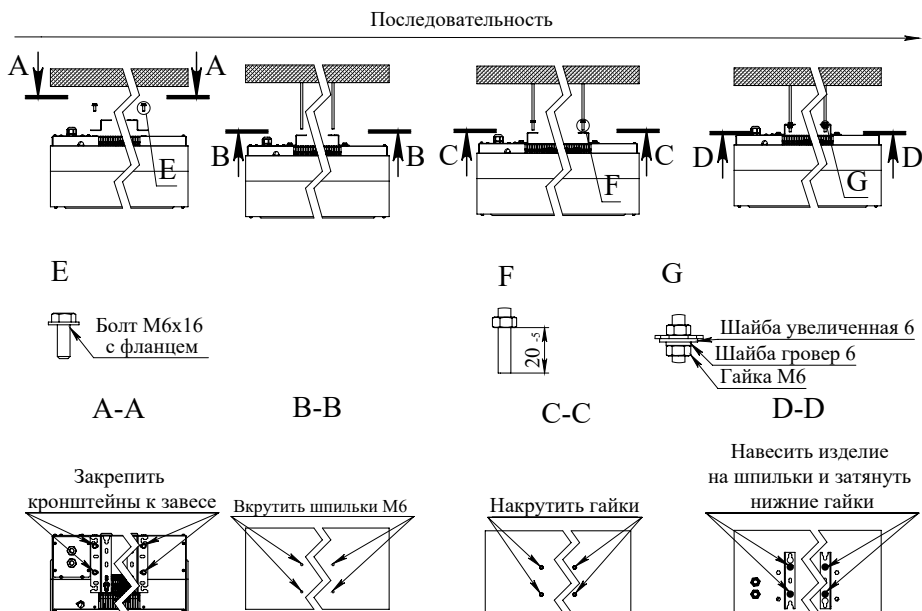 Последовательность
A A
B B
C C
D D
E
F
G
E
F
G
Болт М6х16
с фланцем
20 -5
Шайба увеличенная 6
Шайба гровер 6
Гайка М6
A-A
B-B
C-C
D-D
Закрепить
кронштейны к завесе
Вкрутить шпильки М6
Накрутить гайки
Навесить изделие
на шпильки и затянуть
нижние гайки